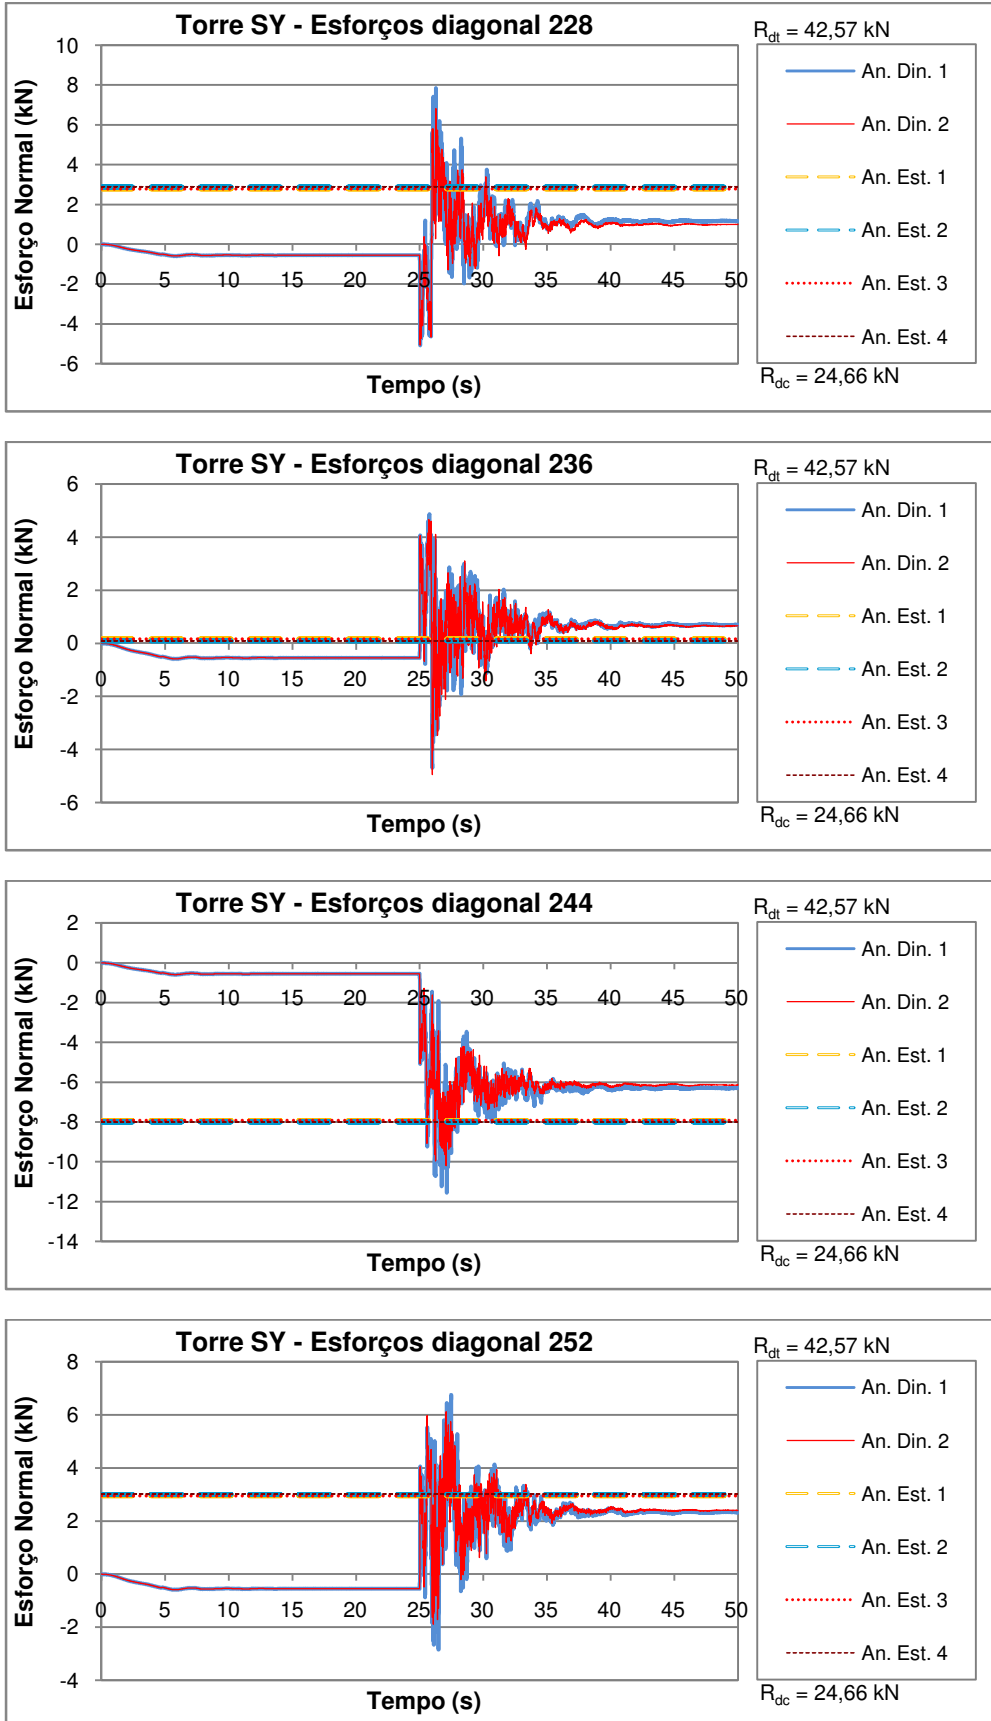 Torre SY - Esforços diagonal 228
R_dt = 42,57 kN
Esforço Normal (kN)
10
8
6
4
2
0
-2
-4
-6
0 5 10 15 20 25 30 35 40 45 50
Tempo (s)
An. Din. 1
An. Din. 2
An. Est. 1
An. Est. 2
An. Est. 3
An. Est. 4
R_dc = 24,66 kN
Torre SY - Esforços diagonal 236
R_dt = 42,57 kN
Esforço Normal (kN)
6
4
2
0
-2
-4
-6
0 5 10 15 20 25 30 35 40 45 50
Tempo (s)
An. Din. 1
An. Din. 2
An. Est. 1
An. Est. 2
An. Est. 3
An. Est. 4
R_dc = 24,66 kN
Torre SY - Esforços diagonal 244
R_dt = 42,57 kN
Esforço Normal (kN)
2
0
-2
-4
-6
-8
-10
-12
-14
0 5 10 15 20 25 30 35 40 45 50
Tempo (s)
An. Din. 1
An. Din. 2
An. Est. 1
An. Est. 2
An. Est. 3
An. Est. 4
R_dc = 24,66 kN
Torre SY - Esforços diagonal 252
R_dt = 42,57 kN
Esforço Normal (kN)
8
6
4
2
0
-2
-4
0 5 10 15 20 25 30 35 40 45 50
Tempo (s)
An. Din. 1
An. Din. 2
An. Est. 1
An. Est. 2
An. Est. 3
An. Est. 4
R_dc = 24,66 kN